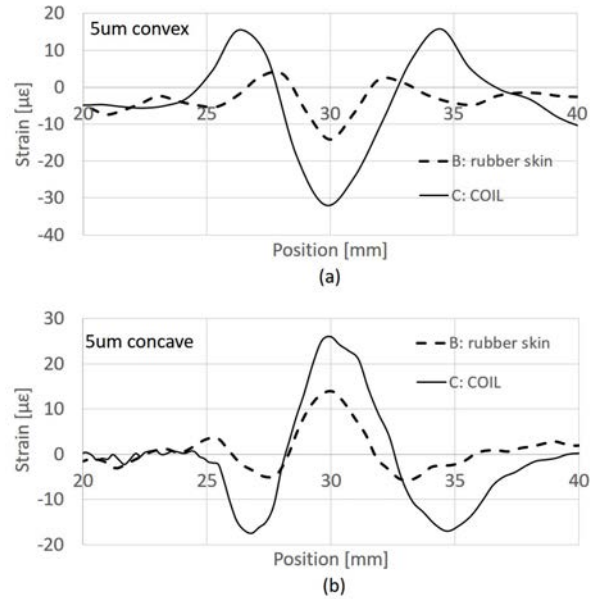 5um convex
20
10
0
-10
-20
-30
-40
Strain [με]
20 25 30 35 40
B: rubber skin
C: COIL
Position [mm]
(a)
5um concave
30
20
10
0
-10
-20
Strain [με]
B: rubber skin
C: COIL
20 25 30 35 40
Position [mm]
(b)